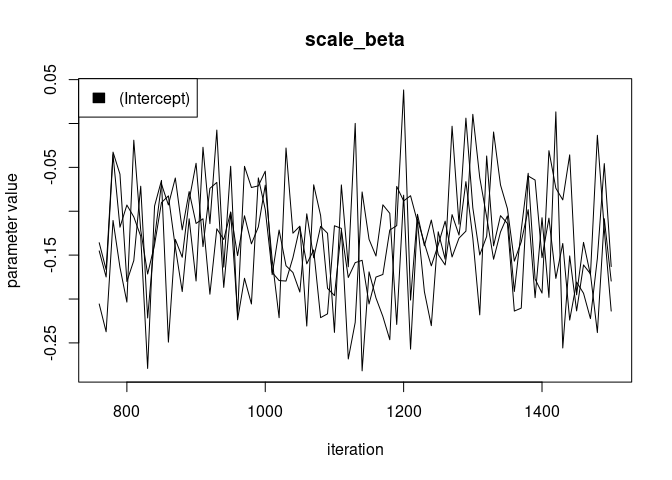 scale_beta
(Intercept)
parameter value
0.05
-0.05
-0.15
-0.25
800 1000 1200 1400
iteration